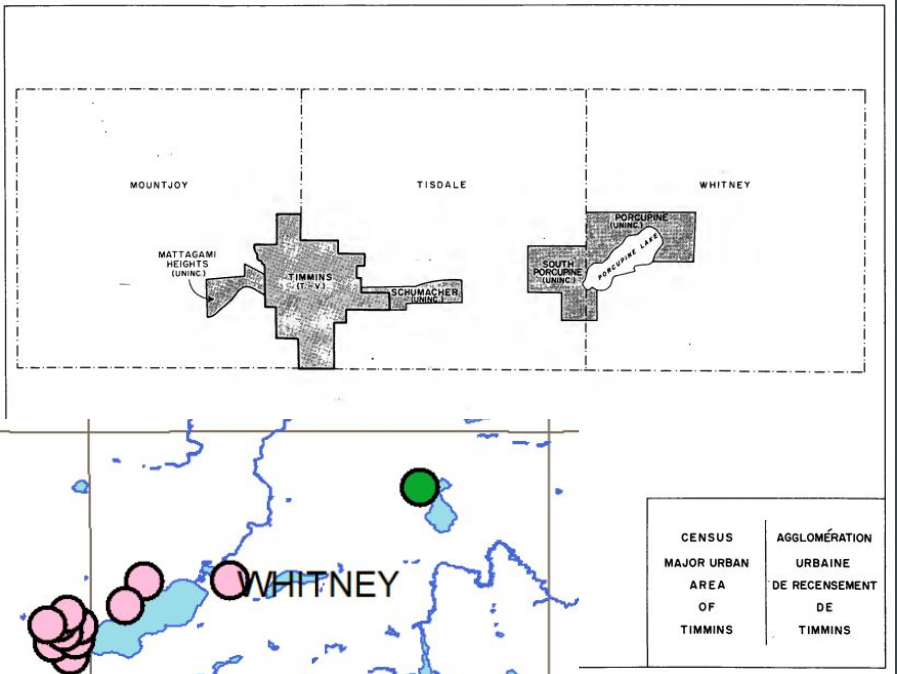 MOUNTJOY
TISDALE
WHITNEY
PORCUPINE
(UNINC.)
PORCUPINE LAKE
SOUTH
PORCUPINE
(UNINC.)
MATTAGAMI
HEIGHTS
(UNINC.)
TIMMINS
(T.-V.)
SCHUMACHER
(UNINC.)
WHITNEY
CENSUS
MAJOR URBAN
AREA
OF
TIMMINS
AGGLOMÉRATION
URBAINE
DE RECENSEMENT
DE
TIMMINS